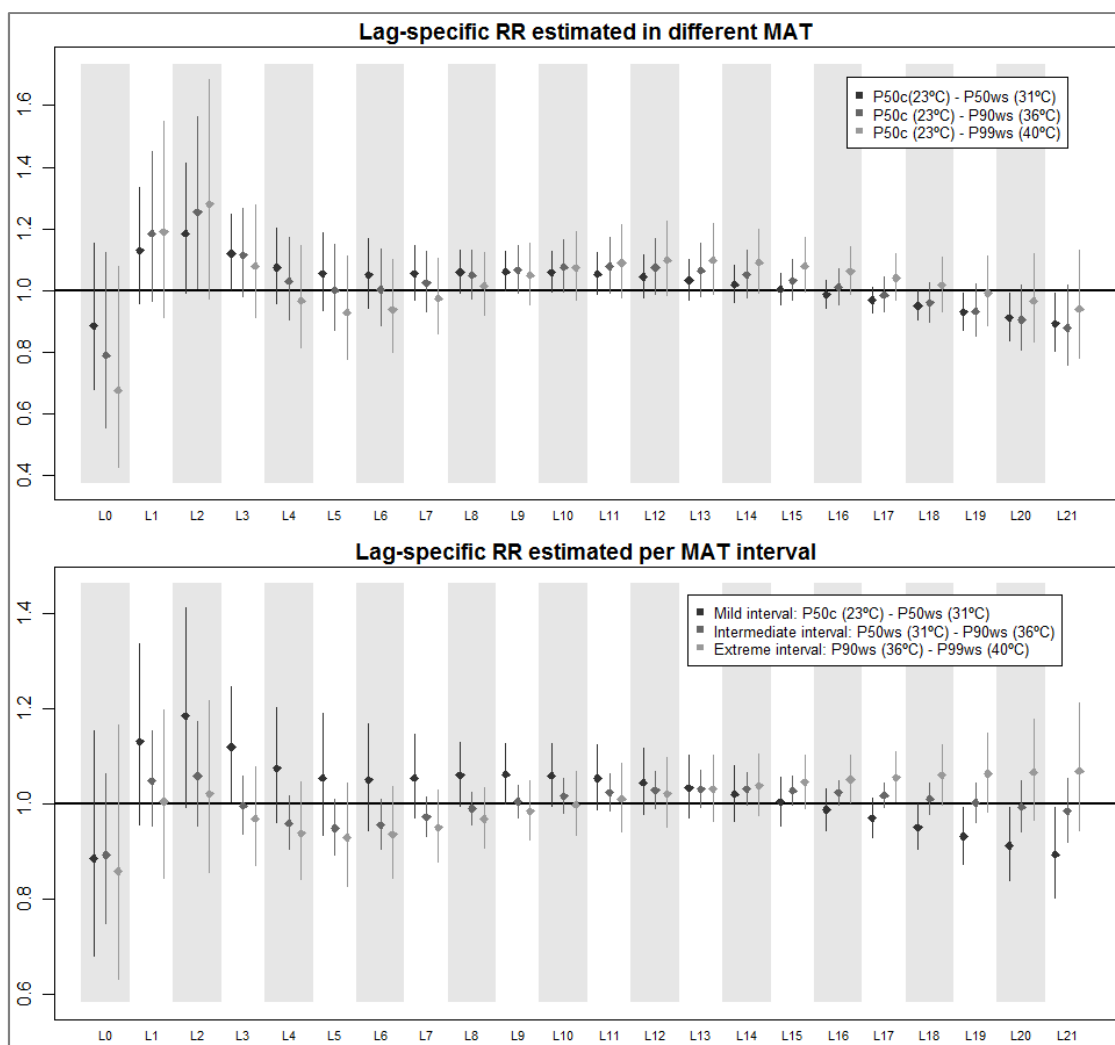 Lag-specific RR estimated in different MAT
P50c(23ºC) - P50ws (31ºC)
P50c (23ºC) - P90ws (36ºC)
P50c (23ºC) - P99ws (40ºC)
1.6
1.4
1.2
1.0
0.8
0.6
0.4
L0 L1 L2 L3 L4 L5 L6 L7 L8 L9 L10 L11 L12 L13 L14 L15 L16 L17 L18 L19 L20 L21
Lag-specific RR estimated per MAT interval
Mild interval: P50c (23ºC) - P50ws (31ºC)
Intermediate interval: P50ws (31ºC) - P90ws (36ºC)
Extreme interval: P90ws (36ºC) - P99ws (40ºC)
1.4
1.2
1.0
0.8
0.6
L0 L1 L2 L3 L4 L5 L6 L7 L8 L9 L10 L11 L12 L13 L14 L15 L16 L17 L18 L19 L20 L21